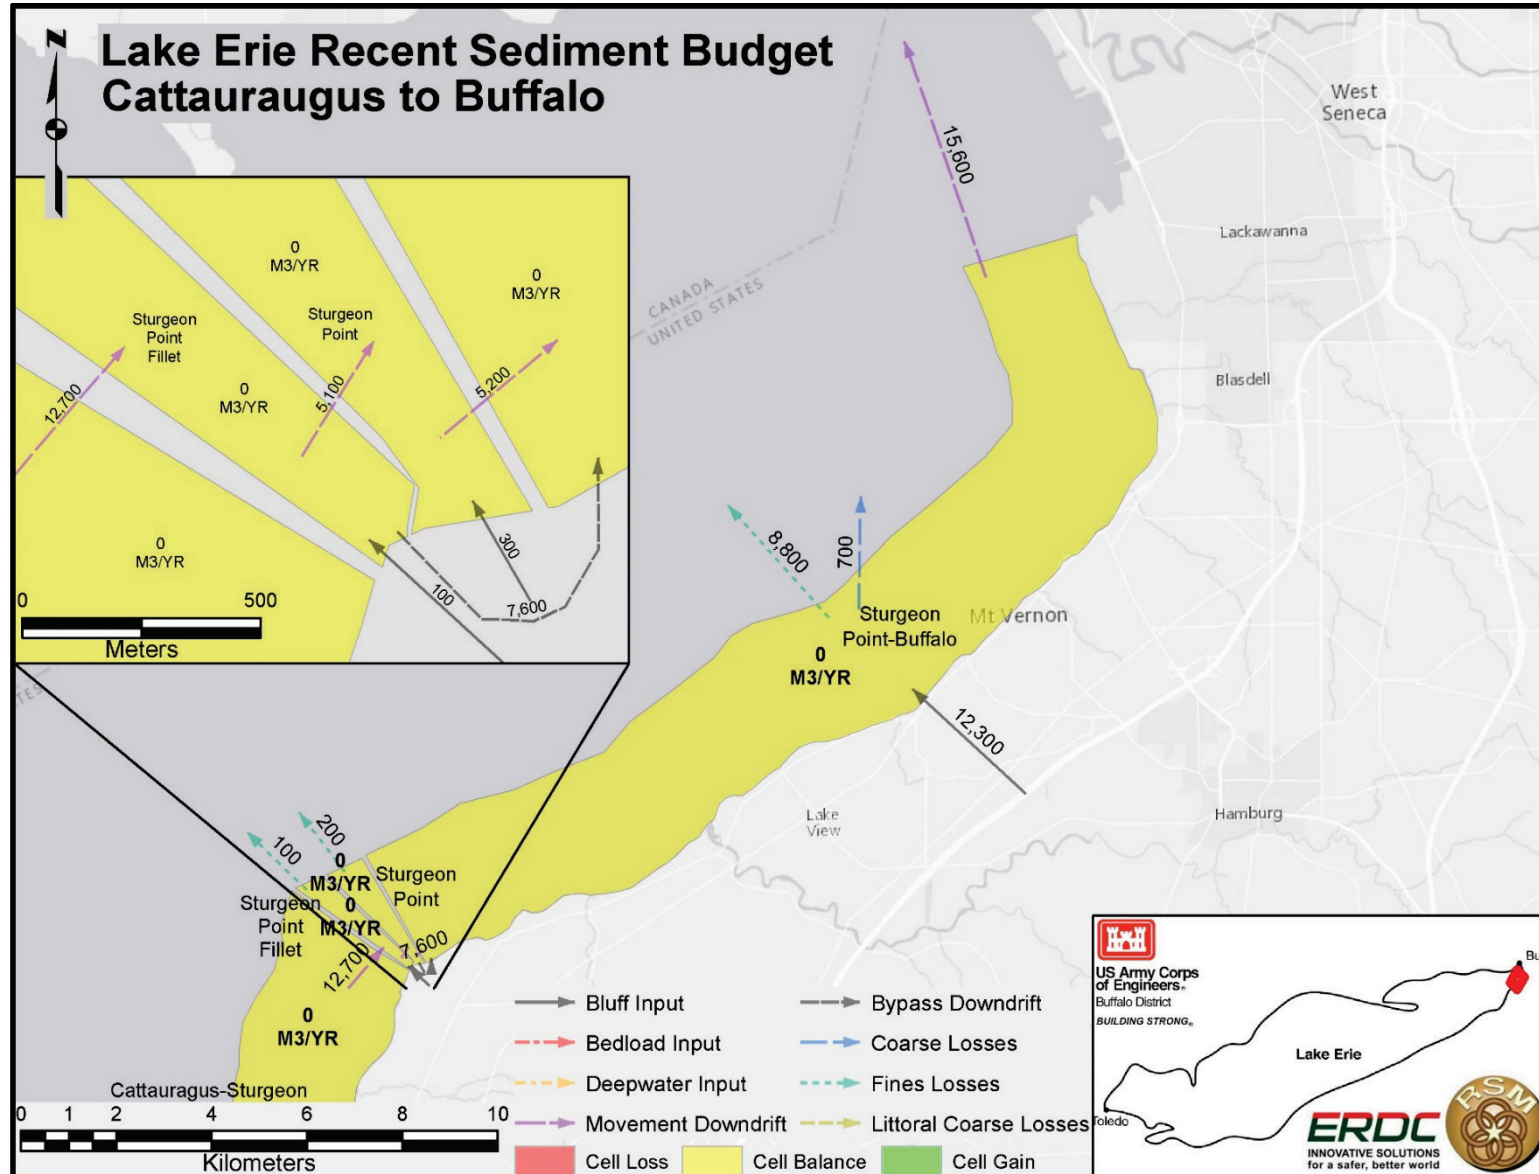 Lake Erie Recent Sediment Budget
Cattauraugus to Buffalo
N
15,600
West
Seneca
Lackawanna
CANADA
UNITED STATES
Blasdell
0
M3/YR
0
M3/YR
Sturgeon
Point
Fillet
Sturgeon
Point
12,700
0
M3/YR
5,100
5,200
0
M3/YR
300
100
7,600
0 500
Meters
8,800
700
Sturgeon
Point-Buffalo
Mt Vernon
0
M3/YR
12,300
Lake
View
Hamburg
100
200
0
M3/YR
Sturgeon
Point
Sturgeon
Point
Fillet
0
M3/YR
7,600
12,700
0
M3/YR
Cattauragus-Sturgeon
0 1 2 4 6 8 10
Kilometers
Bluff Input
Bypass Downdrift
Bedload Input
Coarse Losses
Deepwater Input
Fines Losses
Movement Downdrift
Littoral Coarse Losses
Cell Loss
Cell Balance
Cell Gain
US Army Corps
of Engineers®
Buffalo District
BUILDING STRONG®
Bu
Lake Erie
Toledo
ERDC
INNOVATIVE SOLUTIONS
for a safer, better world
RSM